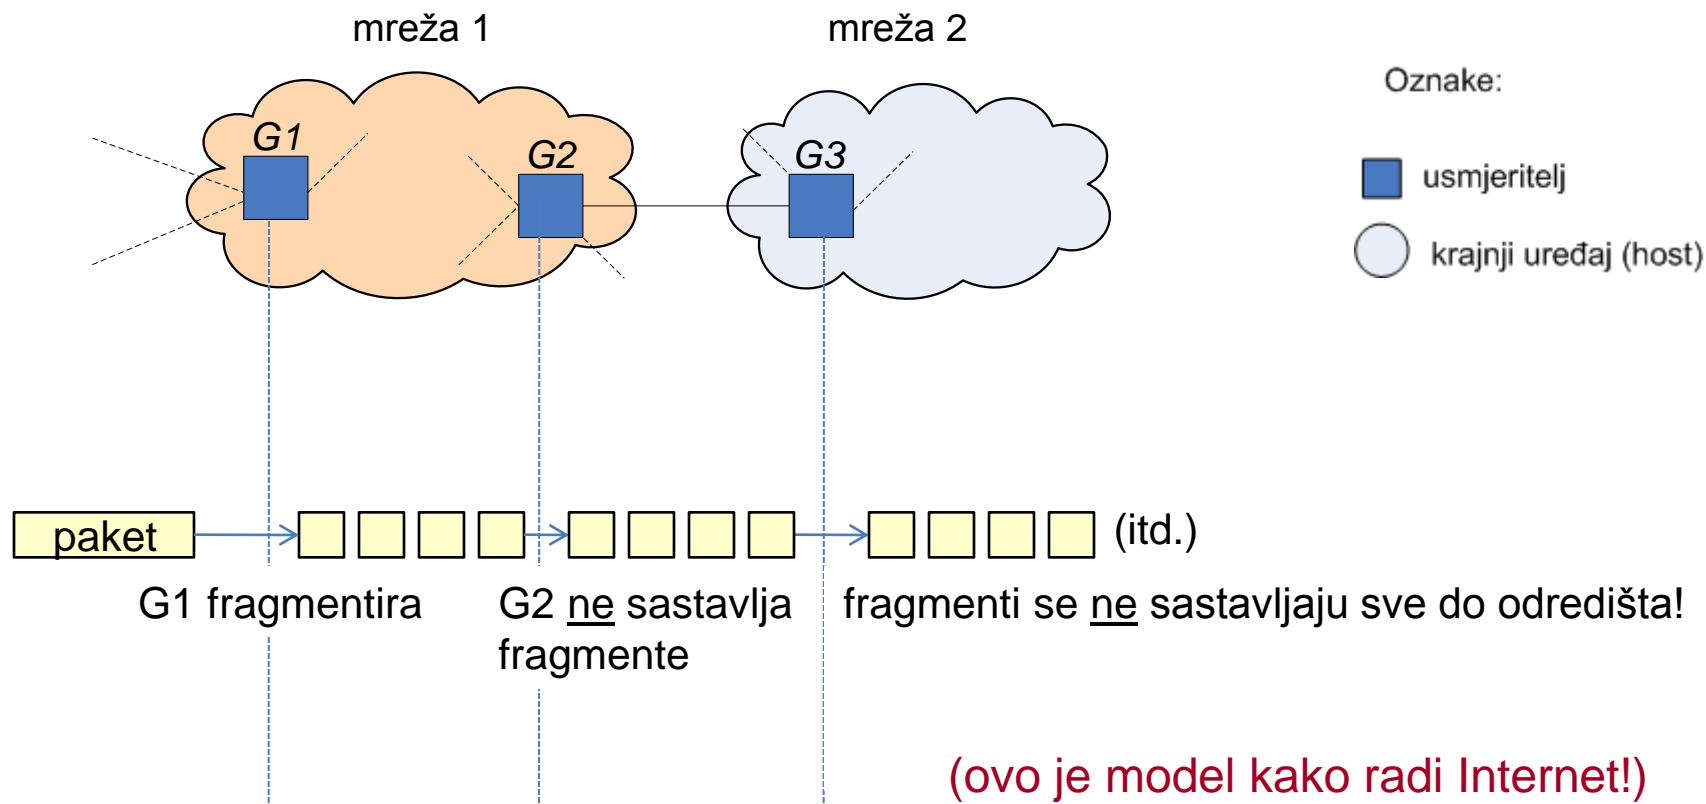 mreža 1
mreža 2
Oznake:
G1
G2
G3
usmjeritelj
krajnji uređaj (host)
paket
(itd.)
G1 fragmentira
G2 ne sastavlja
fragmente
fragmenti se ne sastavljaju sve do odredišta!
(ovo je model kako radi Internet!)